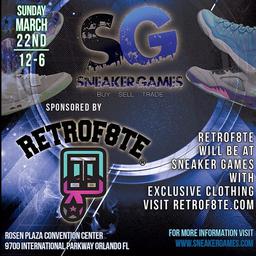 SUNDAY
MARCH
22ND
12-6
SG
SNEAKER GAMES
BUY SELL TRADE
SPONSORED BY
RETROF8TE
®
RETROF8TE
WILL BE AT
SNEAKER GAMES
WITH
EXCLUSIVE CLOTHING
VISIT RETROF8TE.COM
ROSEN PLAZA CONVENTION CENTER
9700 INTERNATIONAL PARKWAY ORLANDO FL
FOR MORE INFORMATION VISIT
WWW.SNEAKERGAMES.COM